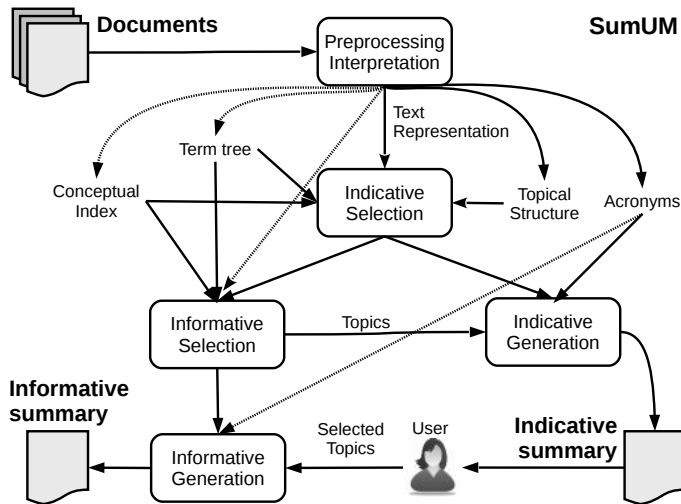 Documents
Preprocessing
Interpretation
SumUM
Text
Representation
Term tree
Conceptual
Index
Indicative
Selection
Topical
Structure
Acronyms
Informative
Selection
Topics
Indicative
Generation
Informative
summary
Informative
Generation
Selected
Topics
User
Indicative
summary